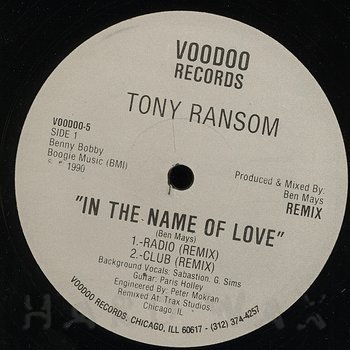 VOODOO
RECORDS
TONY RANSOM
VOODOO-5
SIDE 1
Benny Bobby
Boogie Music (BMI)
© ℗ 1990
Produced & Mixed By:
Ben Mays
REMIX
"IN THE NAME OF LOVE"
(Ben Mays)
1.-RADIO (REMIX)
2.-CLUB (REMIX)
Background Vocals: Sabastion, G. Sims
Guitar: Paris Holley
Engineered By: Peter Mokran
Remixed At: Trax Studios,
Chicago, IL
VOODOO RECORDS, CHICAGO, ILL 60617 - (312) 374-4257